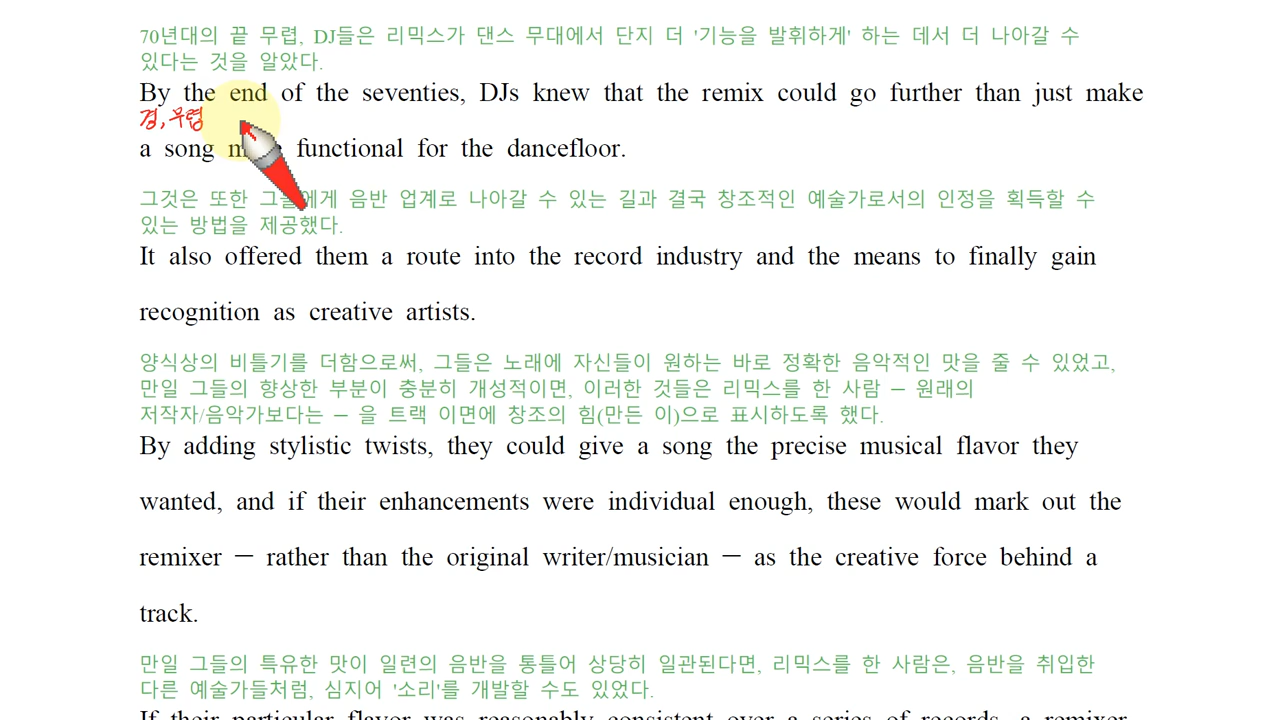 70년대의 끝 무렵, DJ들은 리믹스가 댄스 무대에서 단지 더 '기능을 발휘하게' 하는 데서 더 나아갈 수
있다는 것을 알았다.
By the end of the seventies, DJs knew that the remix could go further than just make
경, 무렵
a song functional for the dancefloor.
그것은 또한 그들에게 음반 업계로 나아갈 수 있는 길과 결국 창조적인 예술가로서의 인정을 획득할 수
있는 방법을 제공했다.
It also offered them a route into the record industry and the means to finally gain
recognition as creative artists.
양식상의 비틀기를 더함으로써, 그들은 노래에 자신들이 원하는 바로 정확한 음악적인 맛을 줄 수 있었고,
만일 그들의 향상한 부분이 충분히 개성적이면, 이러한 것들은 리믹스를 한 사람 ─ 원래의
저작자/음악가보다는 ─ 을 트랙 이면에 창조의 힘(만든 이)으로 표시하도록 했다.
By adding stylistic twists, they could give a song the precise musical flavor they
wanted, and if their enhancements were individual enough, these would mark out the
remixer ─ rather than the original writer/musician ─ as the creative force behind a
track.
만일 그들의 특유한 맛이 일련의 음반을 통틀어 상당히 일관된다면, 리믹스를 한 사람은, 음반을 취입한
다른 예술가들처럼, 심지어 '소리'를 개발할 수도 있었다.
If their particular flavor was reasonably consistent over a series of records, a remixer